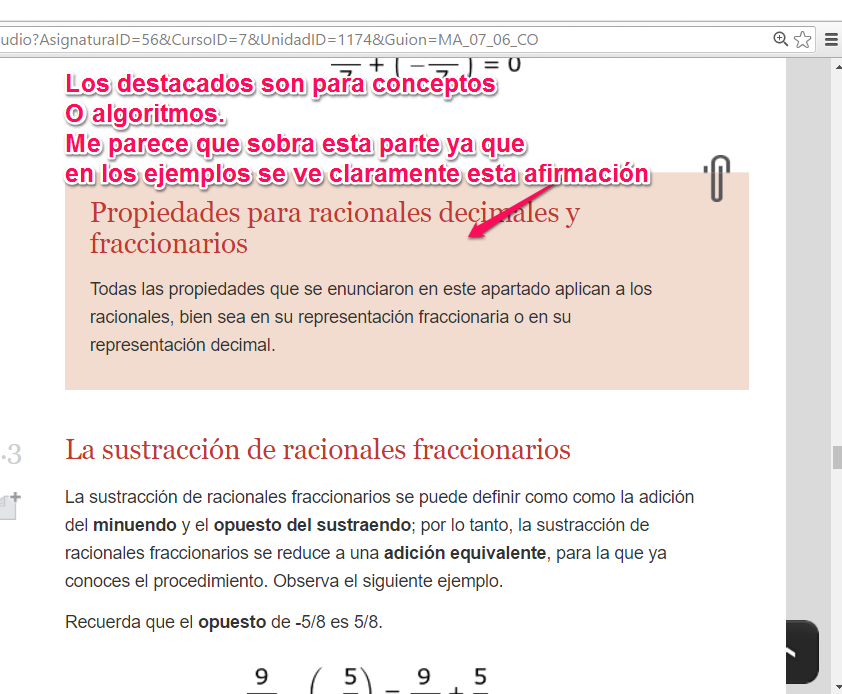 udio?AsignaturaID=56&CursoID=7&UnidadID=1174&Guion=MA_07_06_CO
+ ( − ) = 0
Los destacados son para conceptos
O algoritmos.
Me parece que sobra esta parte ya que
en los ejemplos se ve claramente esta afirmación
Propiedades para racionales decimales y
fraccionarios
Todas las propiedades que se enunciaron en este apartado aplican a los
racionales, bien sea en su representación fraccionaria o en su
representación decimal.
.3
La sustracción de racionales fraccionarios
La sustracción de racionales fraccionarios se puede definir como como la adición
del minuendo y el opuesto del sustraendo; por lo tanto, la sustracción de
racionales fraccionarios se reduce a una adición equivalente, para la que ya
conoces el procedimiento. Observa el siguiente ejemplo.
Recuerda que el opuesto de -5/8 es 5/8.
9 ( 5 ) = 9 + 5